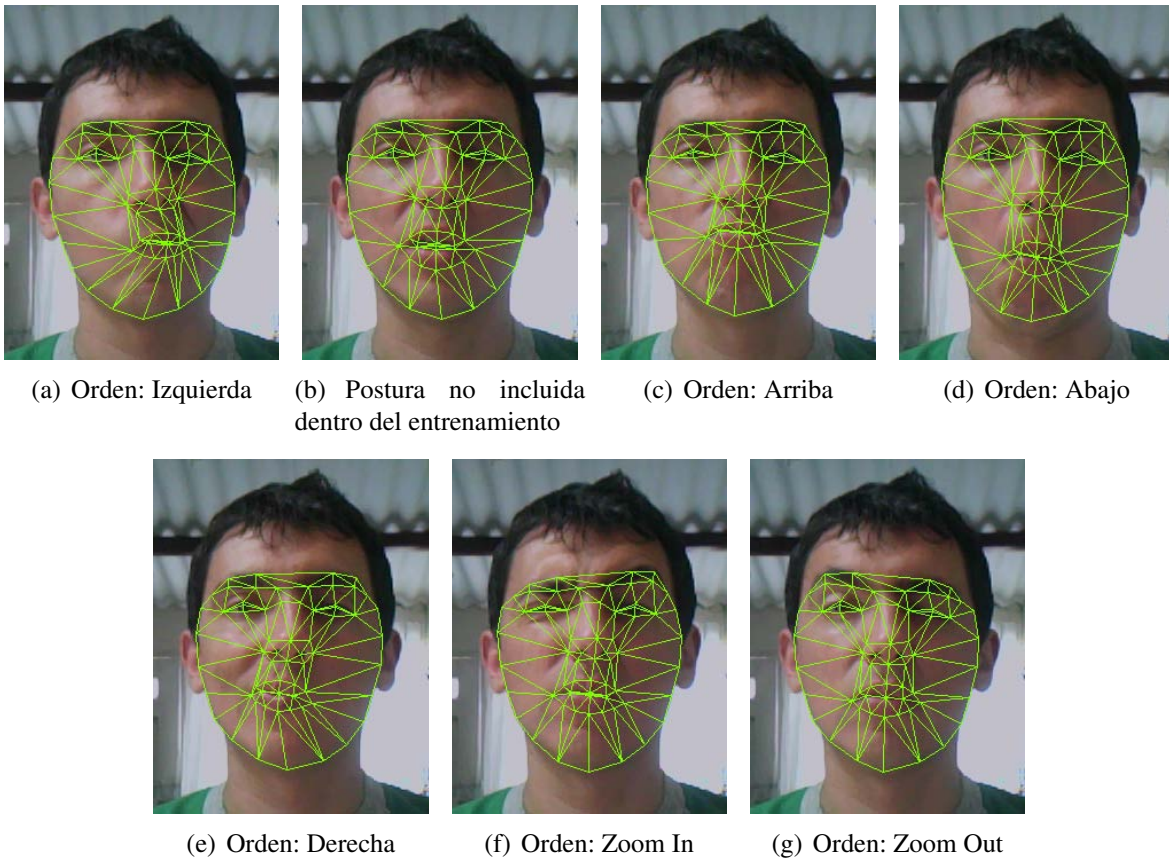 (a) Orden: Izquierda
(b) Postura no incluida
dentro del entrenamiento
(c) Orden: Arriba
(d) Orden: Abajo
(e) Orden: Derecha
(f) Orden: Zoom In
(g) Orden: Zoom Out